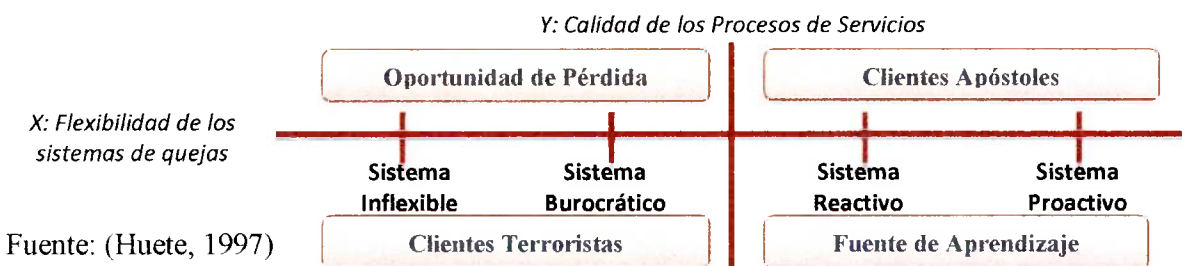 Y: Calidad de los Procesos de Servicios
Oportunidad de Pérdida
Clientes Apóstoles
X: Flexibilidad de los
sistemas de quejas
Sistema
Inflexible
Sistema
Burocrático
Sistema
Reactivo
Sistema
Proactivo
Fuente: (Huete, 1997)
Clientes Terroristas
Fuente de Aprendizaje